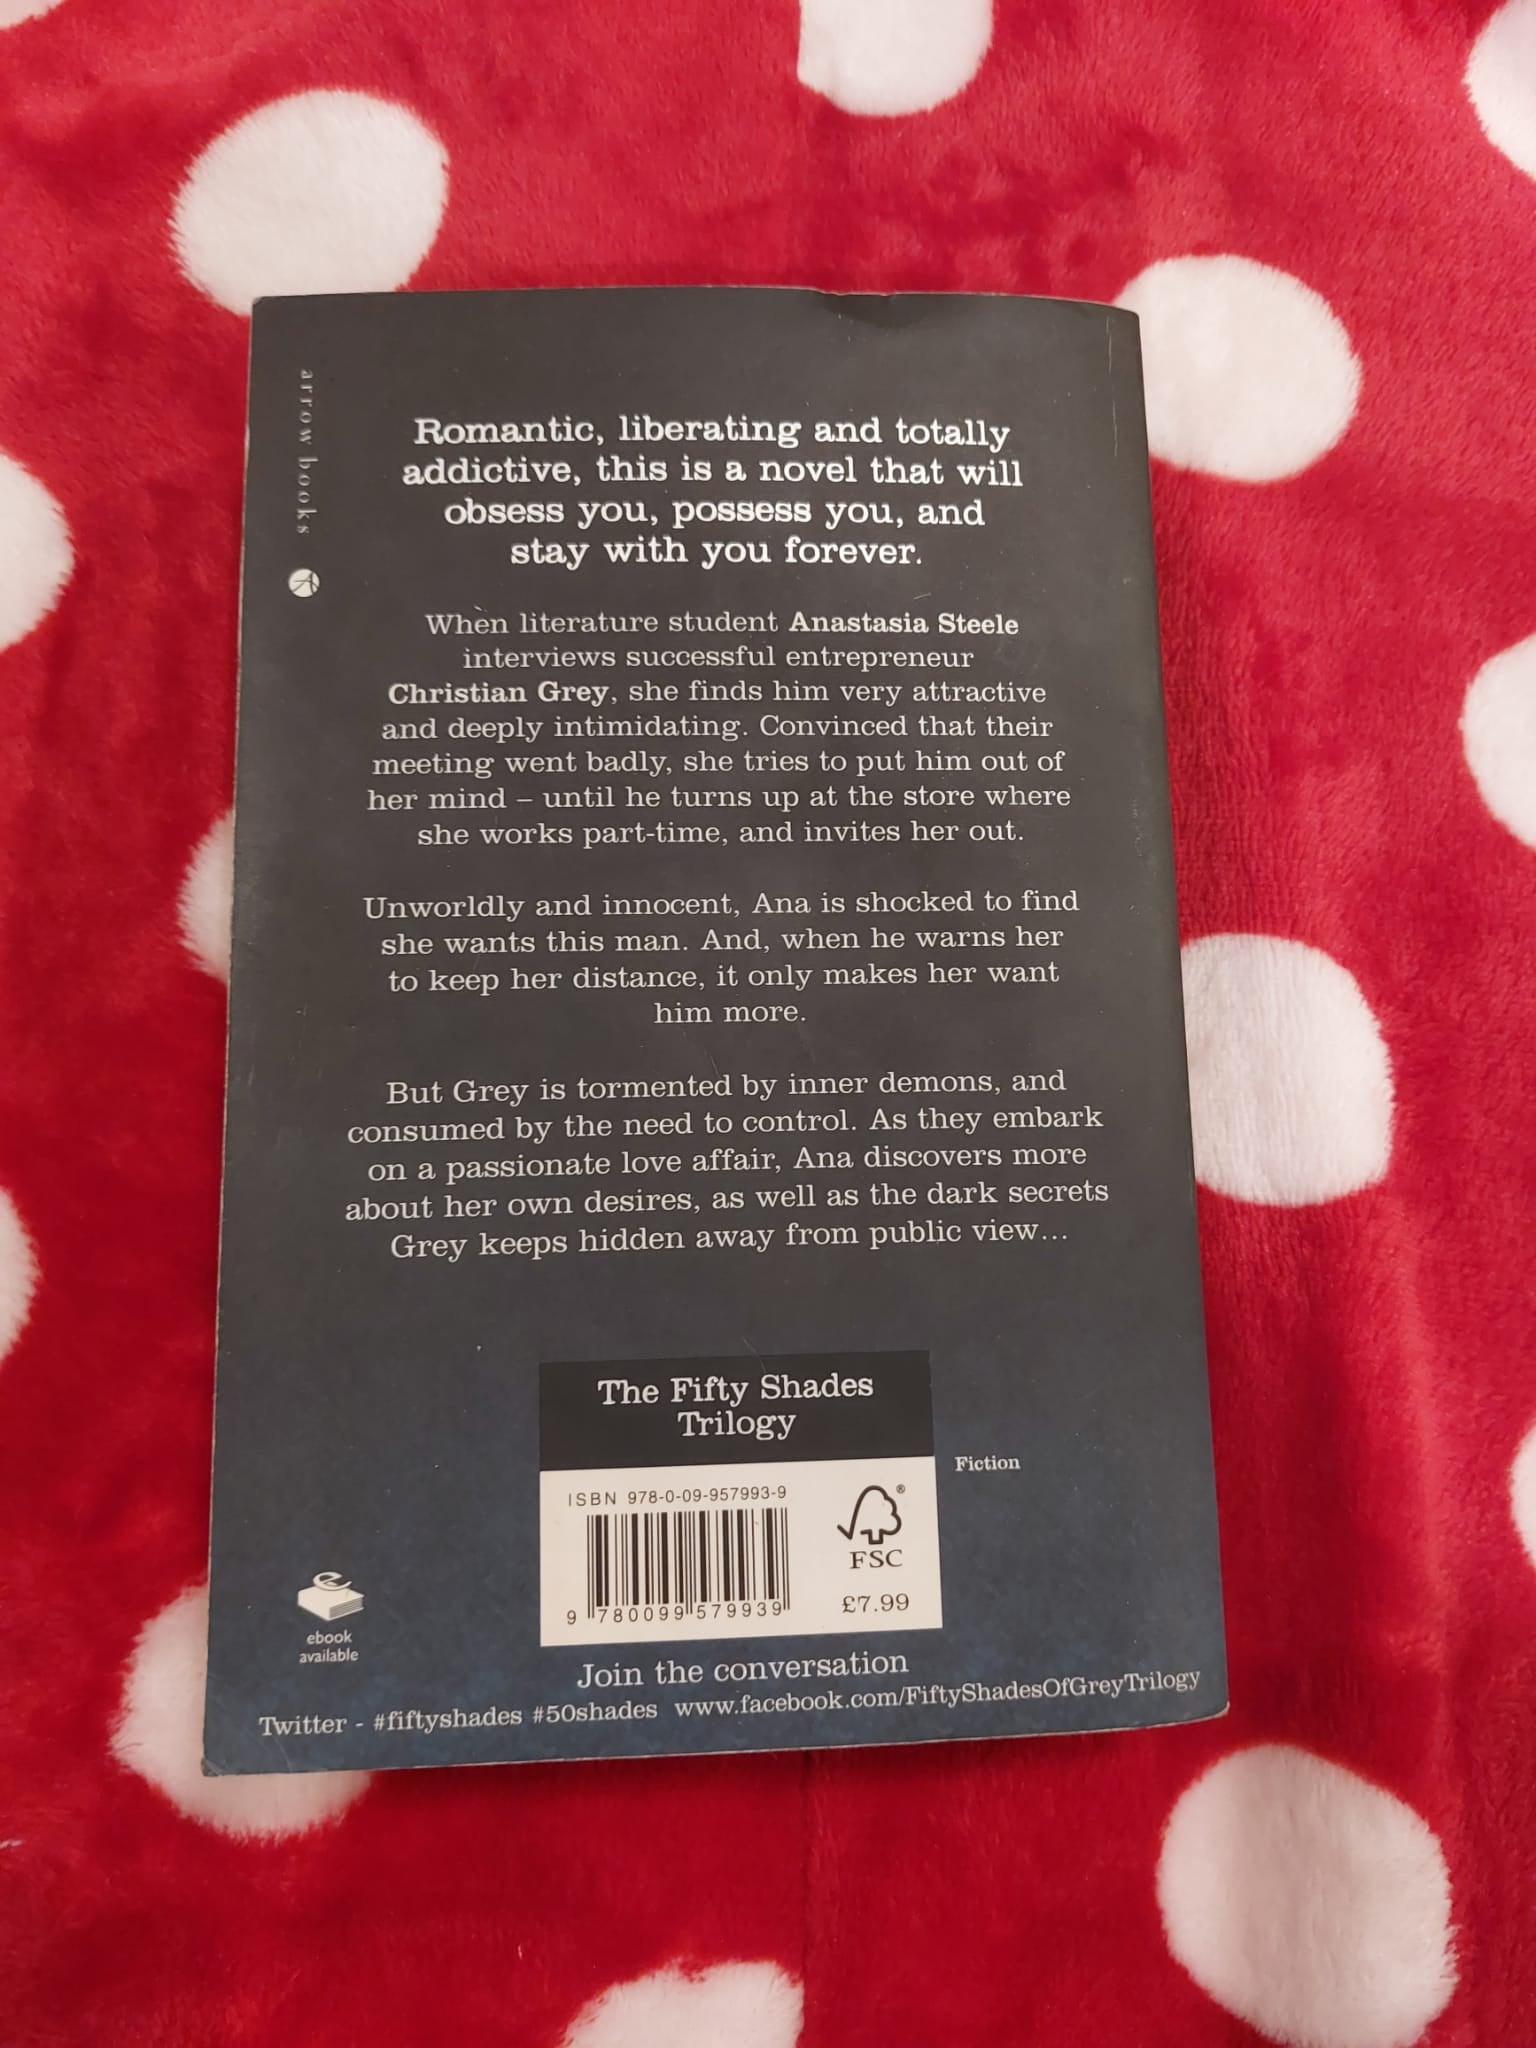 arrow books
Romantic, liberating and totally
addictive, this is a novel that will
obsess you, possess you, and
stay with you forever.
When literature student Anastasia Steele
interviews successful entrepreneur
Christian Grey, she finds him very attractive
and deeply intimidating. Convinced that their
meeting went badly, she tries to put him out of
her mind – until he turns up at the store where
she works part-time, and invites her out.
Unworldly and innocent, Ana is shocked to find
she wants this man. And, when he warns her
to keep her distance, it only makes her want
him more.
But Grey is tormented by inner demons, and
consumed by the need to control. As they embark
on a passionate love affair, Ana discovers more
about her own desires, as well as the dark secrets
Grey keeps hidden away from public view...
The Fifty Shades
Trilogy
Fiction
ISBN 978-0-09-957993-9
9 780099 579939
®
FSC
£7.99
ebook
available
Join the conversation
Twitter - #fiftyshades #50shades www.facebook.com/FiftyShadesOfGreyTrilogy